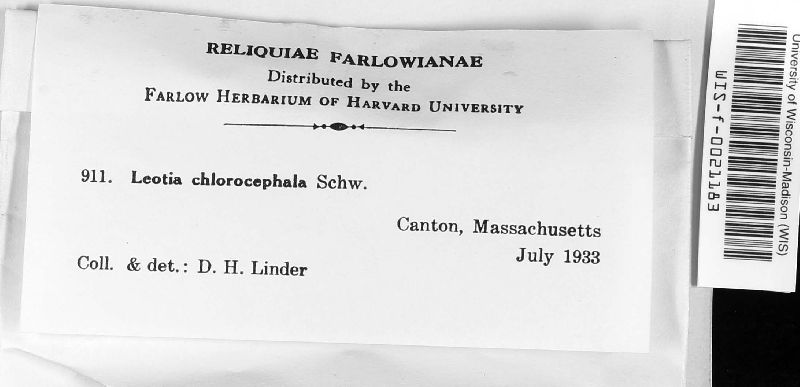 RELIQUIAE FARLOWIANAE
Distributed by the
FARLOW HERBARIUM OF HARVARD UNIVERSITY
911. Leotia chlorocephala Schw.
Canton, Massachusetts
July 1933
Coll. & det.: D. H. Linder
University of Wisconsin-Madison (WIS)
WIS-f-0021183